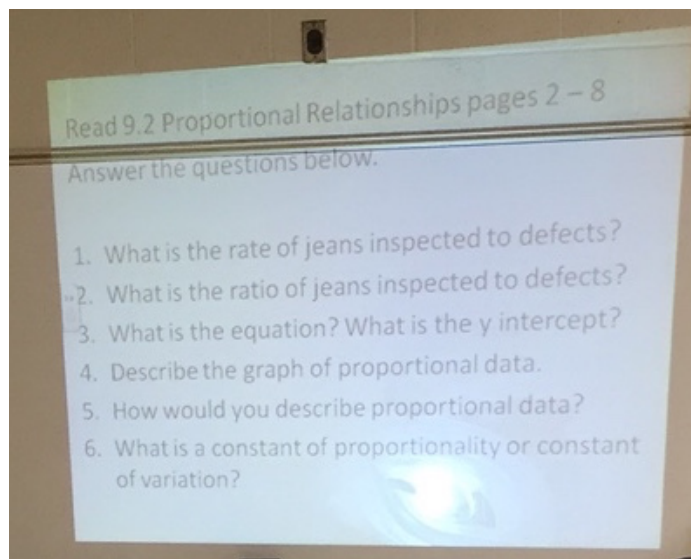 Read 9.2 Proportional Relationships pages 2 – 8
Answer the questions below.
1. What is the rate of jeans inspected to defects?
2. What is the ratio of jeans inspected to defects?
3. What is the equation? What is the y intercept?
4. Describe the graph of proportional data.
5. How would you describe proportional data?
6. What is a constant of proportionality or constant
of variation?